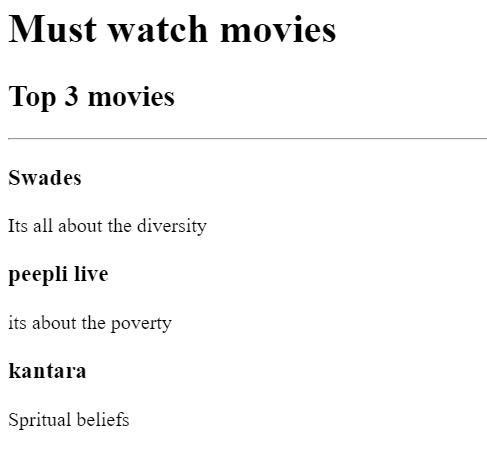 Must watch movies
Top 3 movies
Swades
Its all about the diversity
peepli live
its about the poverty
kantara
Spritual beliefs